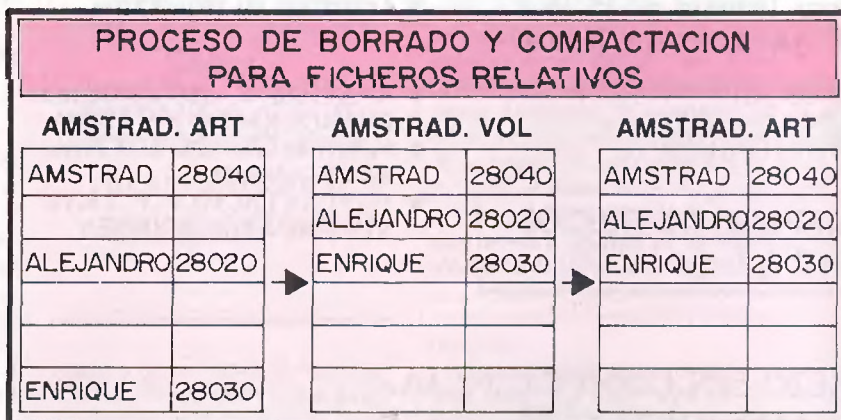 PROCESO DE BORRADO Y COMPACTACION
PARA FICHEROS RELATIVOS
AMSTRAD. ART
AMSTRAD 28040
ALEJANDRO 28020
ENRIQUE 28030
AMSTRAD. VOL
AMSTRAD 28040
ALEJANDRO 28020
ENRIQUE 28030
AMSTRAD. ART
AMSTRAD 28040
ALEJANDRO 28020
ENRIQUE 28030